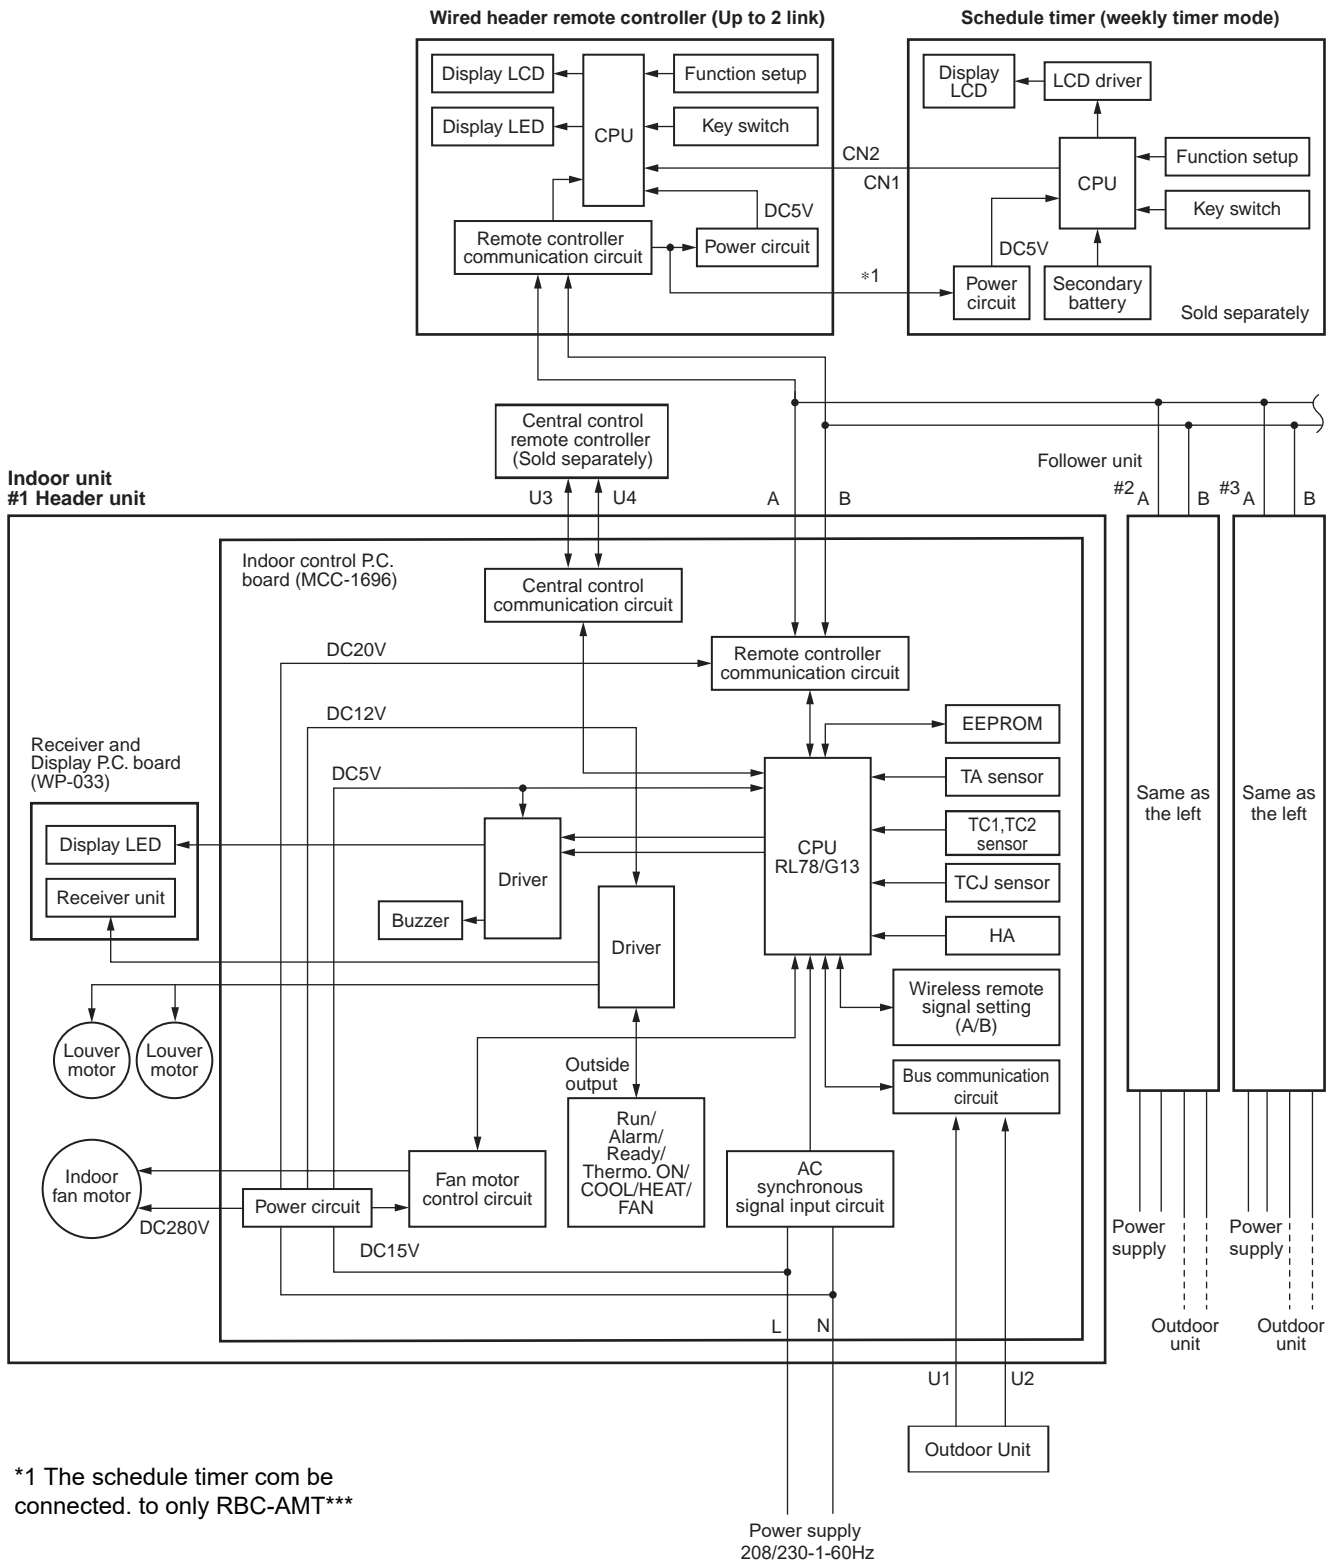 Wired header remote controller (Up to 2 link)
Schedule timer (weekly timer mode)
Display LCD
Function setup
Display LED
CPU
Key switch
Display
LCD
LCD driver
CPU
Function setup
Key switch
CN2
CN1
DC5V
Remote controller
communication circuit
Power circuit
DC5V
*1
Power
circuit
Secondary
battery
Sold separately
Central control
remote controller
(Sold separately)
U3
U4
A
B
Follower unit
#2
A
B
#3
A
B
Indoor unit
#1 Header unit
Indoor control P.C.
board (MCC-1696)
Central control
communication circuit
DC20V
Remote controller
communication circuit
DC12V
EEPROM
Receiver and
Display P.C. board
(WP-033)
DC5V
TA sensor
Same as
the left
Same as
the left
Display LED
TC1,TC2
sensor
CPU
RL78/G13
Driver
TCJ sensor
Receiver unit
Buzzer
HA
Driver
Wireless remote
signal setting
(A/B)
Louver
motor
Louver
motor
Outside
output
Bus communication
circuit
Run/
Alarm/
Ready/
Thermo. ON/
COOL/HEAT/
FAN
Indoor
fan motor
Fan motor
control circuit
AC
synchronous
signal input circuit
Power circuit
DC280V
DC15V
Power
supply
Power
supply
L
N
Outdoor
unit
Outdoor
unit
U1
U2
Outdoor Unit
*1 The schedule timer com be
connected. to only RBC-AMT***
Power supply
208/230-1-60Hz